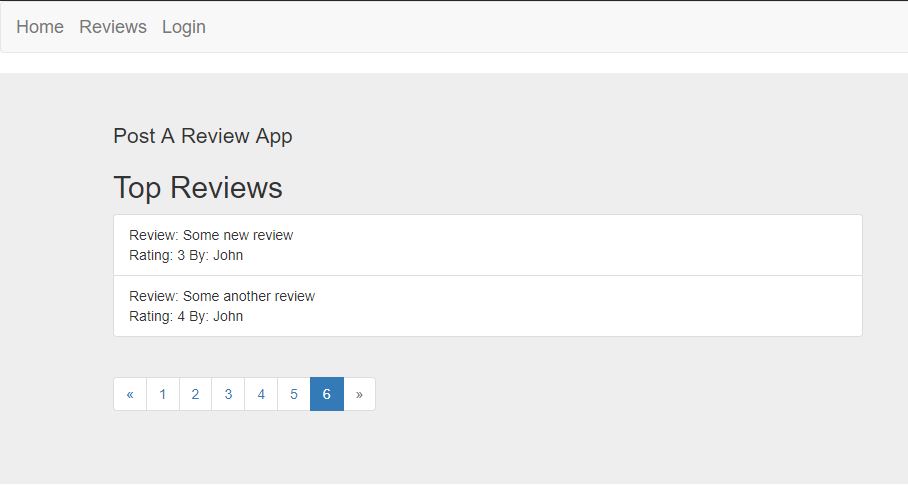 Home Reviews Login
Post A Review App
Top Reviews
Review: Some new review
Rating: 3 By: John
Review: Some another review
Rating: 4 By: John
« 1 2 3 4 5 6 »